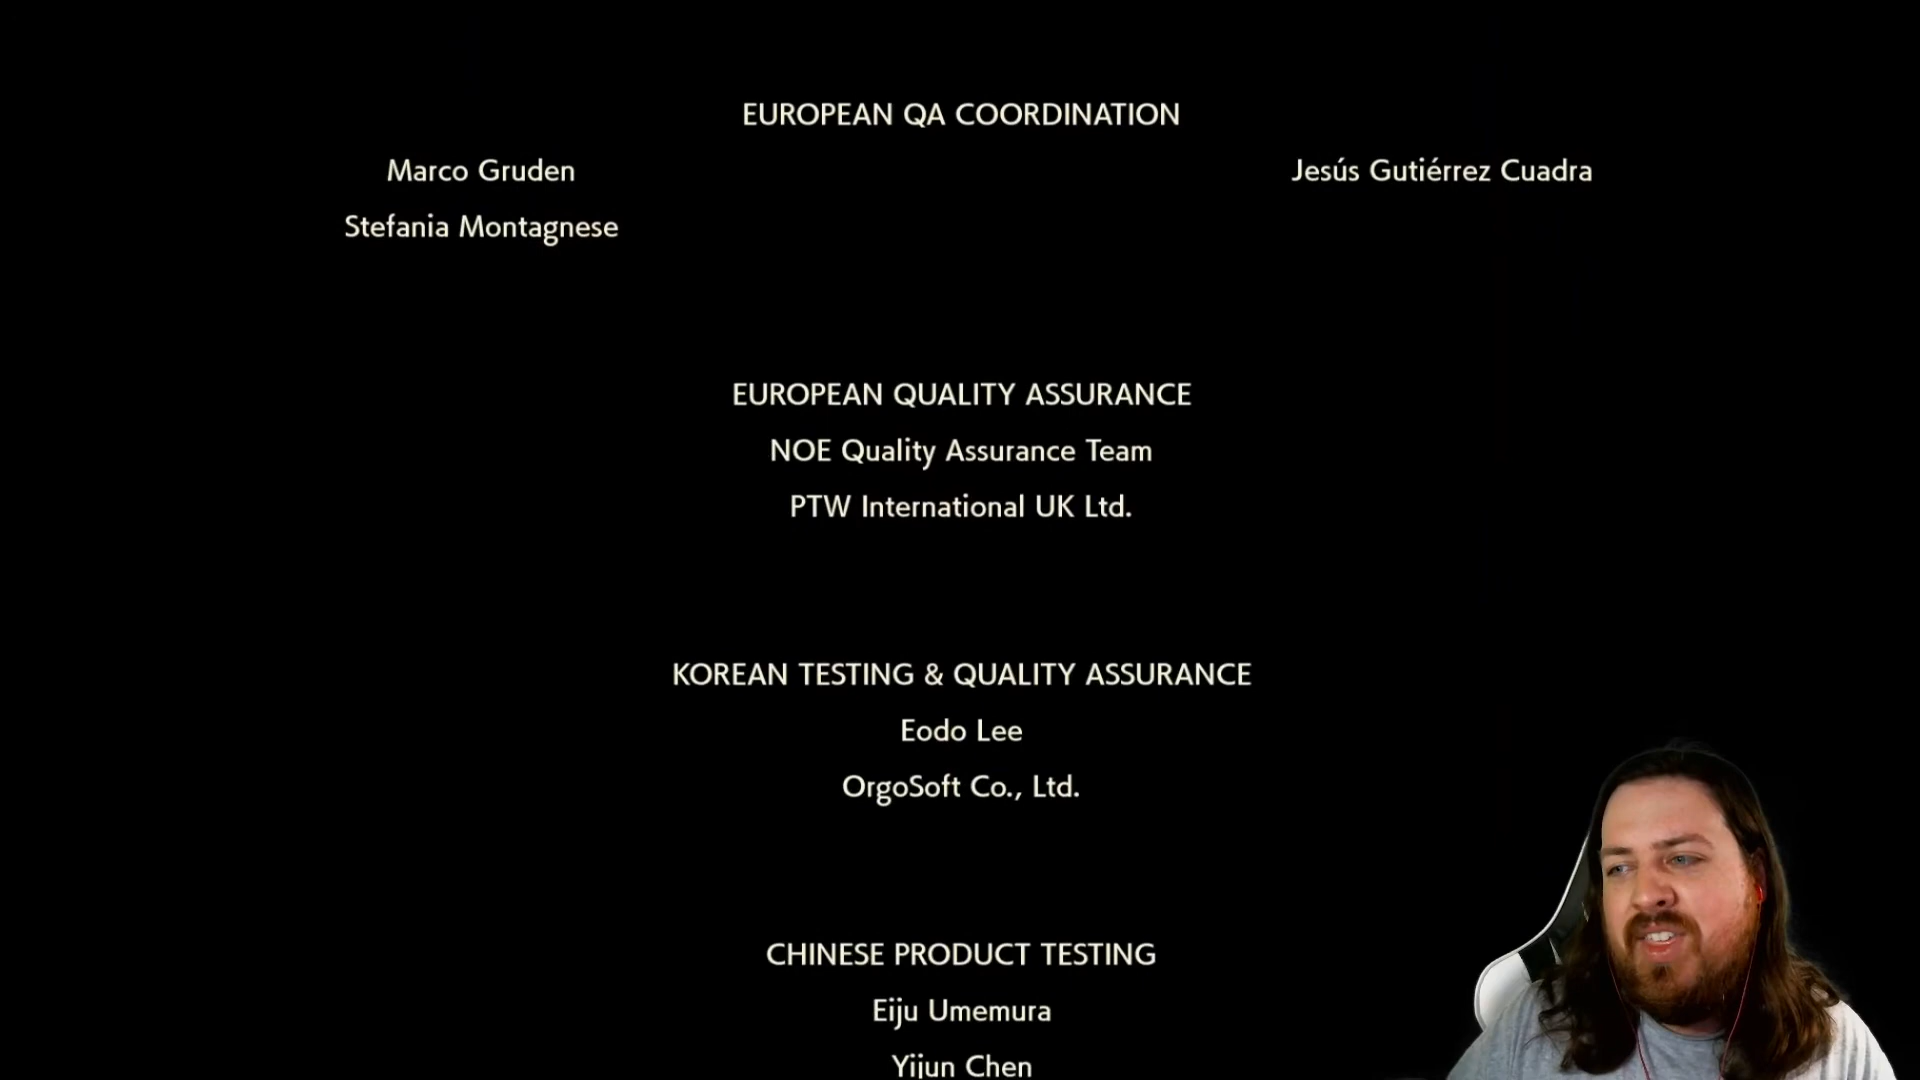 EUROPEAN QA COORDINATION
Marco Gruden Jesús Gutiérrez Cuadra
Stefania Montagnese
EUROPEAN QUALITY ASSURANCE
NOE Quality Assurance Team
PTW International UK Ltd.
KOREAN TESTING & QUALITY ASSURANCE
Eodo Lee
OrgoSoft Co., Ltd.
CHINESE PRODUCT TESTING
Eiju Umemura
Yijun Chen